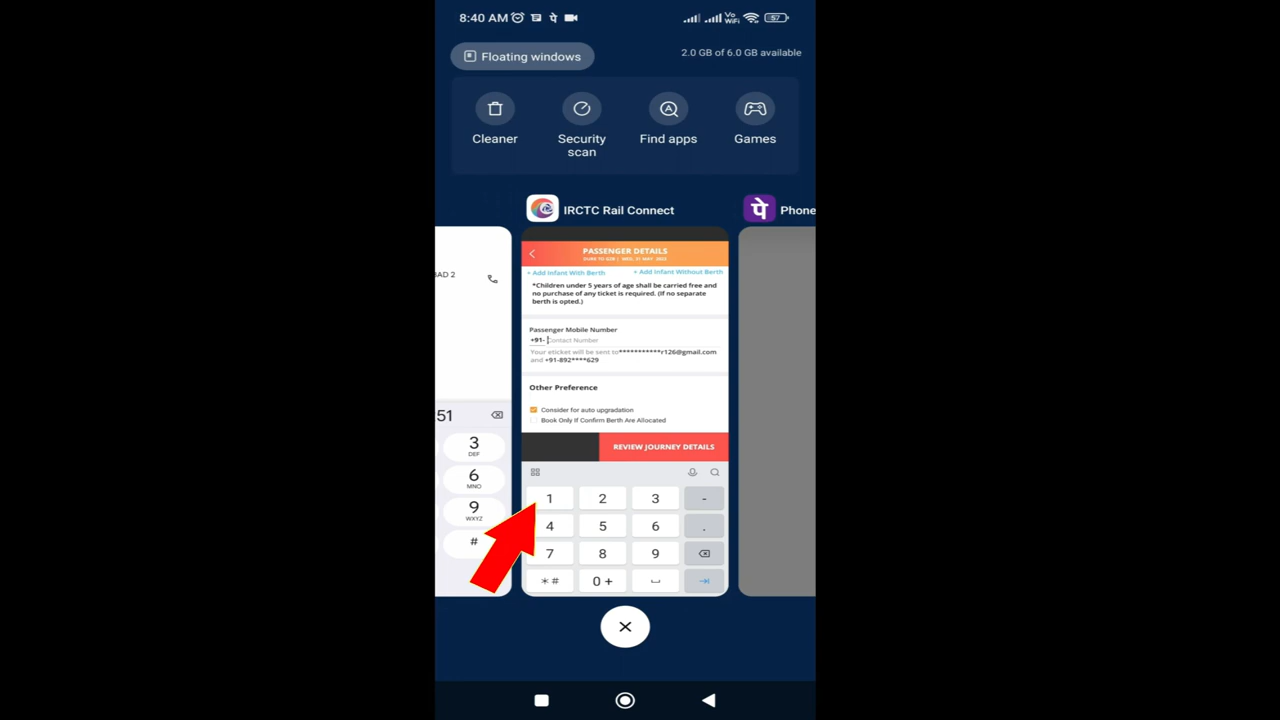 8:40 AM
Vo
WiFi
57
Floating windows
2.0 GB of 6.0 GB available
Cleaner
Security
scan
Find apps
Games
IRCTC Rail Connect
पे
Phone
PASSENGER DETAILS
+ Add Infant With Berth
+ Add Infant Without Berth
*Children under 5 years of age shall be carried free and
no purchase of any ticket is required. (If no separate
berth is opted.)
Passenger Mobile Number
+91-
Contact Number
Your eticket will be sent to***********r126@gmail.com
and +91-892****629
Other Preference
Consider for auto upgradation
Book Only If Confirm Berth Are Allocated
REVIEW JOURNEY DETAILS
BAD 2
51
3
DEF
6
MNO
9
WXYZ
#
1 2 3 -
4 5 6 .
7 8 9
*# 0 +